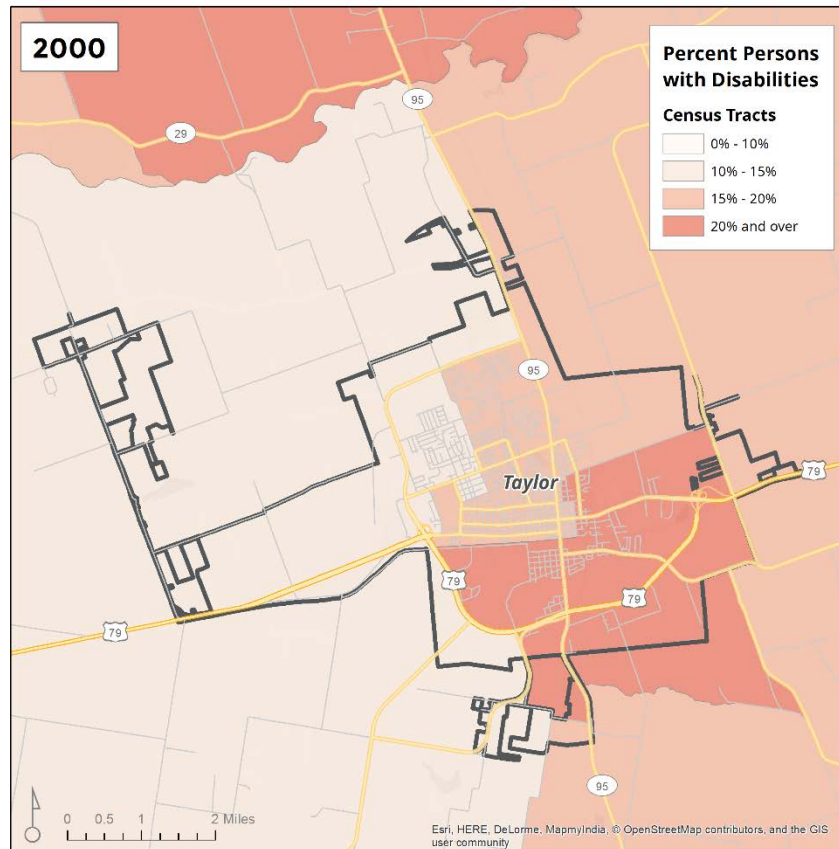 2000
Percent Persons
with Disabilities
Census Tracts
0% - 10%
10% - 15%
15% - 20%
20% and over
95
29
95
Taylor
79
79
79
79
95
0 0.5 1 2 Miles
Esri, HERE, DeLorme, MapmyIndia, © OpenStreetMap contributors, and the GIS
user community